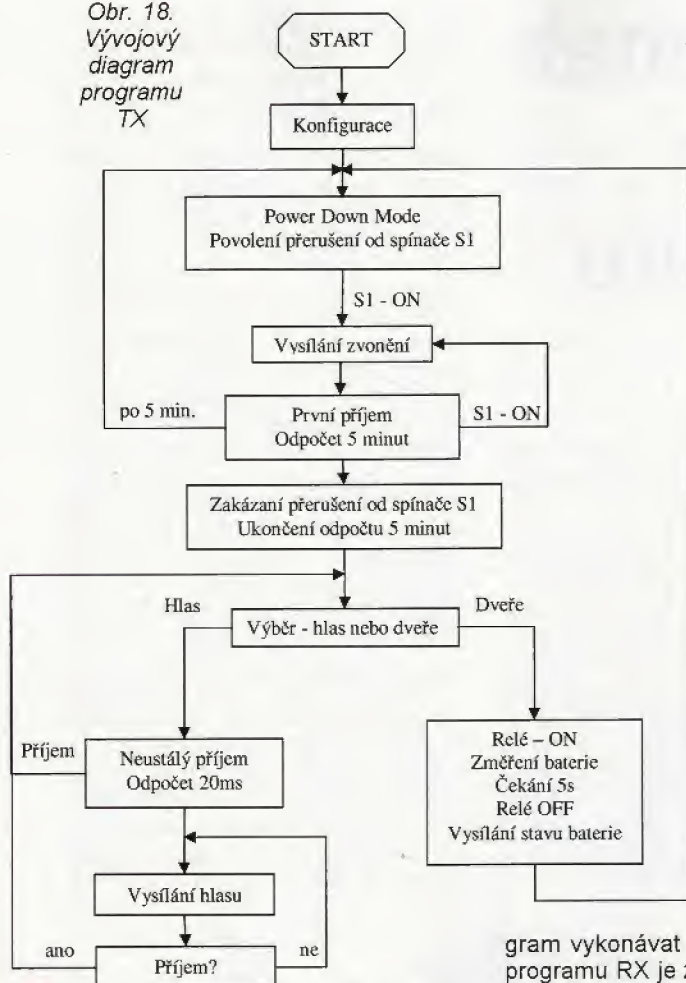 Obr. 18.
Vývojový
diagram
programu
TX
START
Konfigurace
Power Down Mode
Povolení přerušení od spínače S1
S1 - ON
Vysílání zvonění
po 5 min.
První příjem
Odpočet 5 minut
S1 - ON
Zakázaní přerušení od spínače S1
Ukončení odpočtu 5 minut
Hlas
Výběr - hlas nebo dveře
Dveře
Příjem
Neustálý příjem
Odpočet 20ms
Relé – ON
Změření baterie
Čekání 5s
Relé OFF
Vysílání stavu baterie
Vysílání hlasu
ano
Příjem?
ne
gram vykonávat
programu RX je